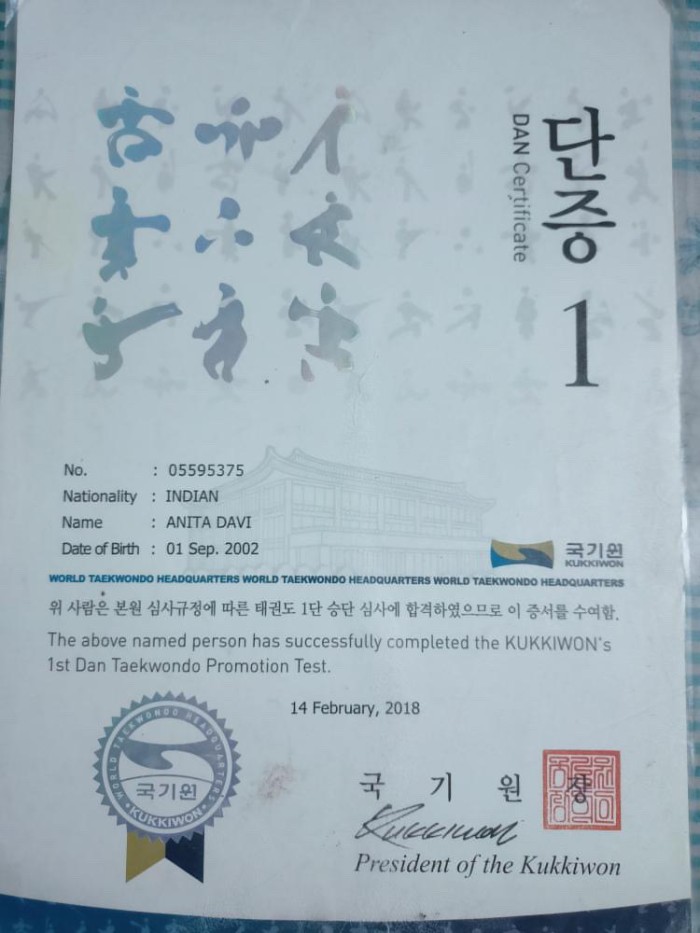 단증
DAN Certificate
1
No. : 05595375
Nationality : INDIAN
Name : ANITA DAVI
Date of Birth : 01 Sep. 2002
국기원
KUKKIWON
WORLD TAEKWONDO HEADQUARTERS WORLD TAEKWONDO HEADQUARTERS WORLD TAEKWONDO HEADQUARTERS
위 사람은 본원 심사규정에 따른 태권도 1단 승단 심사에 합격하였으므로 이 증서를 수여함.
The above named person has successfully completed the KUKKIWON's
1st Dan Taekwondo Promotion Test.
14 February, 2018
WORLD TAEKWONDO HEADQUARTERS
국기원
KUKKIWON
국 기 원 장
Kukkiwon
President of the Kukkiwon